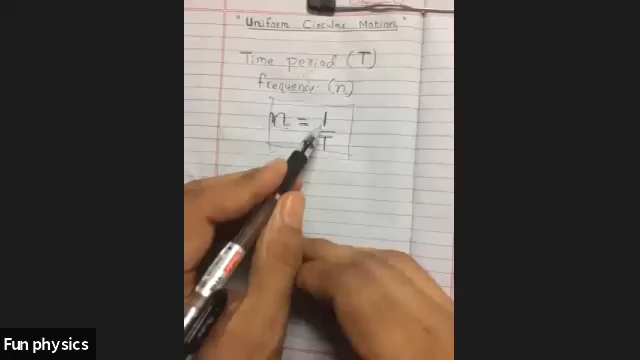 "Uniform Circular Motion"
Time period (T)
frequency (n)
n = 1/T
Fun physics